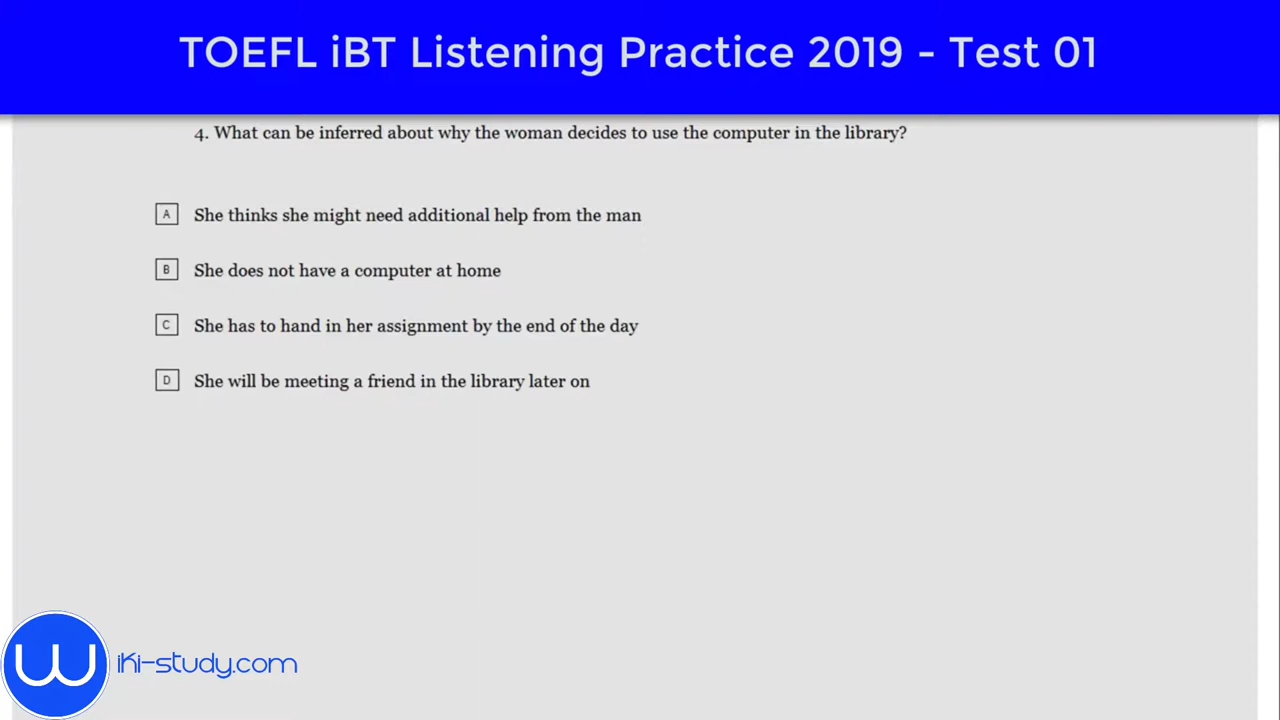 TOEFL iBT Listening Practice 2019 - Test 01
4. What can be inferred about why the woman decides to use the computer in the library?
A She thinks she might need additional help from the man
B She does not have a computer at home
C She has to hand in her assignment by the end of the day
D She will be meeting a friend in the library later on
Wiki-study.com